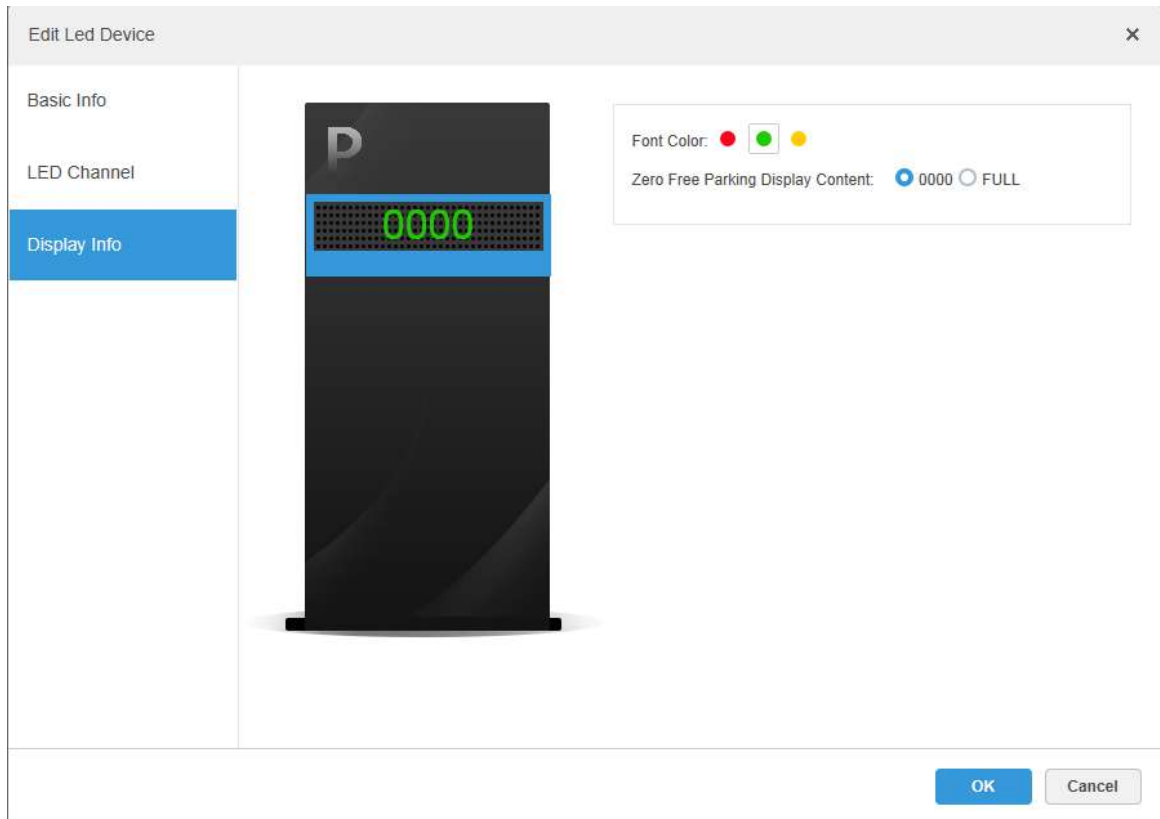 Edit Led Device
Basic Info
LED Channel
Display Info
P
0000
Font Color:
Zero Free Parking Display Content: 0000 FULL
OK Cancel